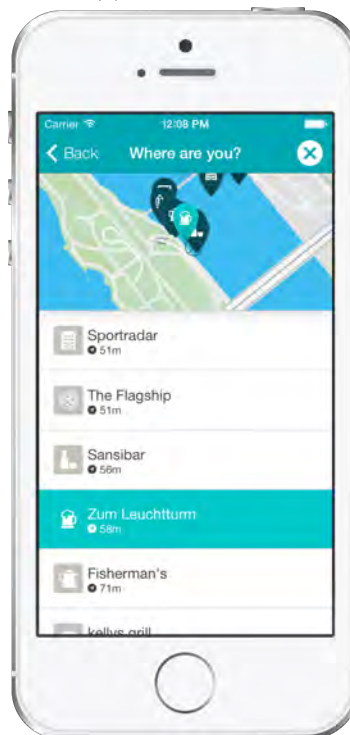 Carrier 12:08 PM
Back Where are you?
Sportradar
51m
The Flagship
51m
Sansibar
56m
Zum Leuchtturm
58m
Fisherman's
71m
kellys grill